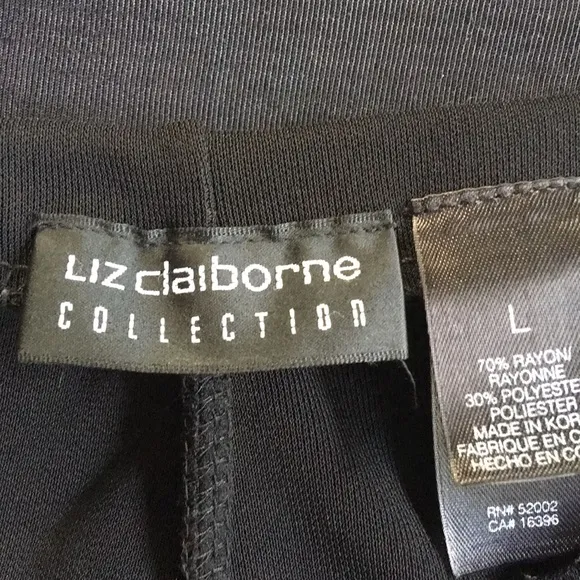 LIZ claiborne
COLLECTION
L
70% RAYON/
RAYONNE
30% POLYESTE
POLIESTER
MADE IN KOR
FABRIQUE EN C
HECHO EN CO
RN# 52002
CA# 16396